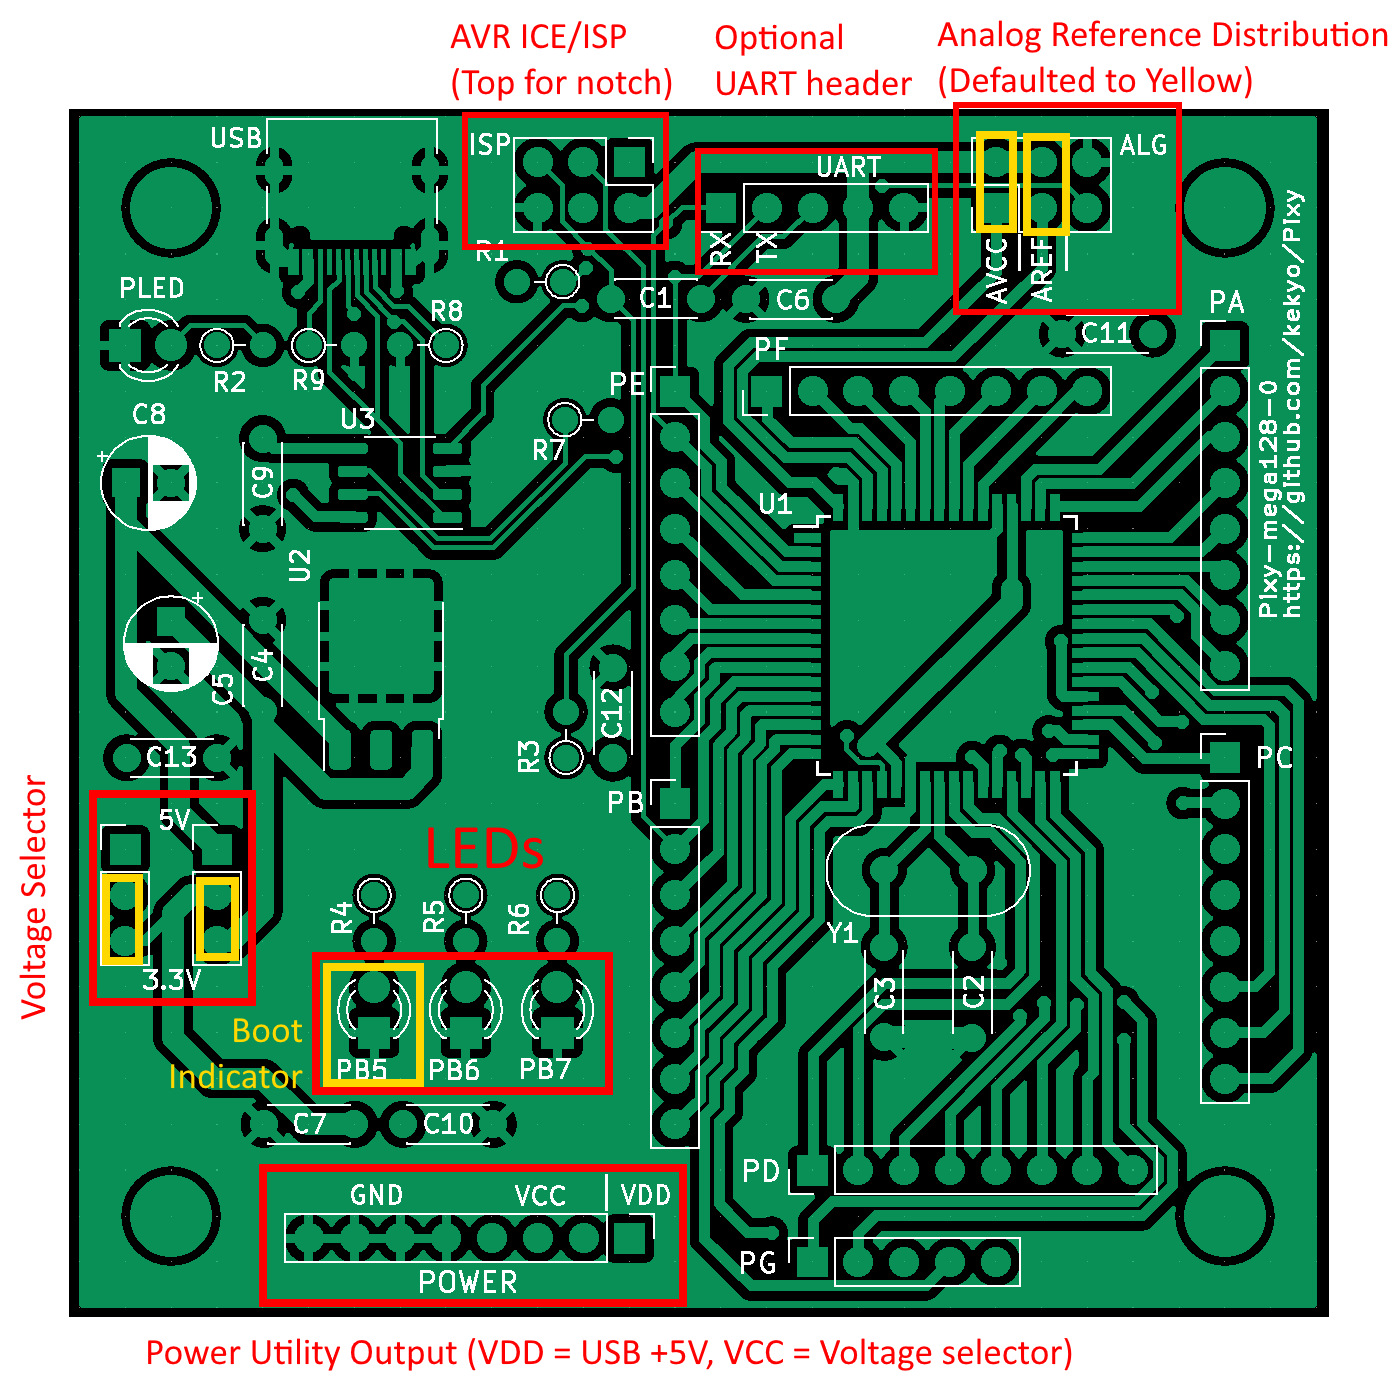 AVR ICE/ISP
(Top for notch)
Optional
UART header
Analog Reference Distribution
(Defaulted to Yellow)
USB
ISP
UART
ALG
RX
TX
AVCC
AREF
R1
C1
C6
C11
PA
PLED
R2
R9
R8
PF
PE
U3
R7
C8
+
C9
U1
U2
Pixy-mega128-0
https://github.com/kekyo/Pixy
+
C4
C5
C12
R3
C13
PB
PC
Voltage Selector
5V
3.3V
LEDs
R4
R5
R6
Y1
C3
C2
Boot
Indicator
PB5
PB6
PB7
C7
C10
PD
GND
VCC
VDD
POWER
PG
Power Utility Output (VDD = USB +5V, VCC = Voltage selector)